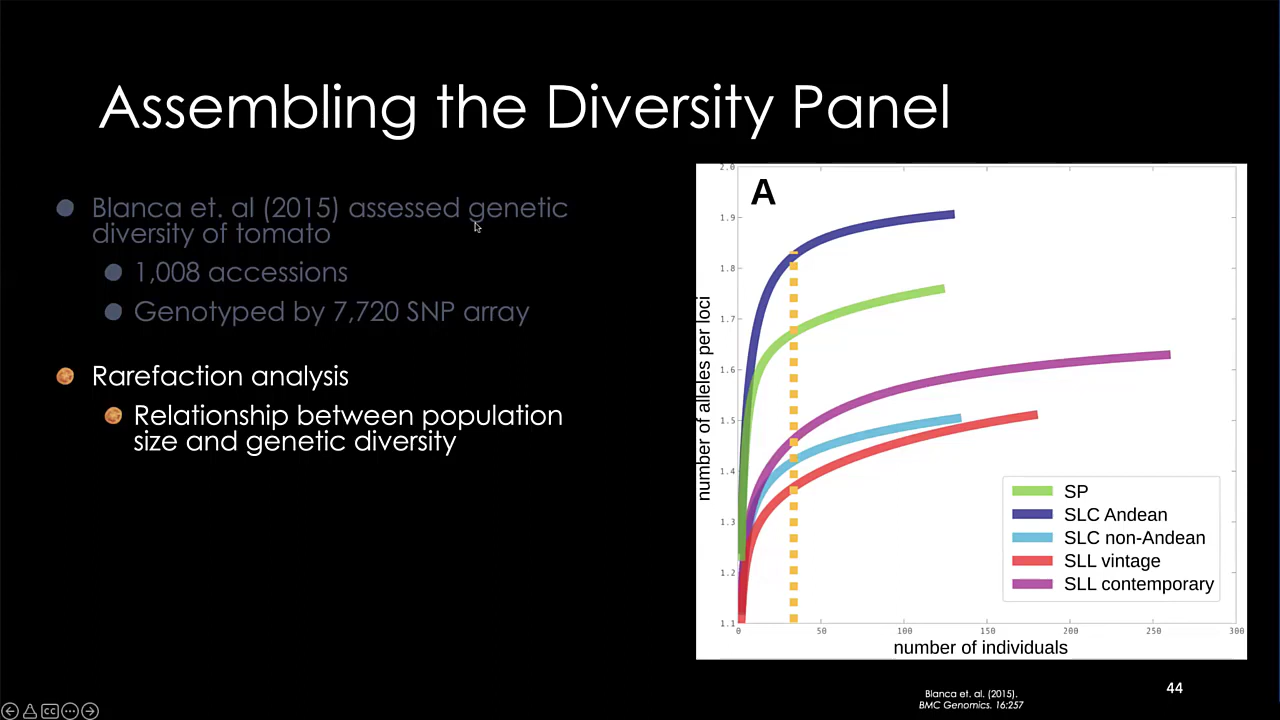 Assembling the Diversity Panel
Blanca et. al (2015) assessed genetic
diversity of tomato
1,008 accessions
Genotyped by 7,720 SNP array
Rarefaction analysis
Relationship between population
size and genetic diversity
A
number of alleles per loci
2.0
1.9
1.8
1.7
1.6
1.5
1.4
1.3
1.2
1.1
0 50 100 150 200 250 300
number of individuals
SP
SLC Andean
SLC non-Andean
SLL vintage
SLL contemporary
Blanca et. al. (2015).
BMC Genomics. 16:257
44